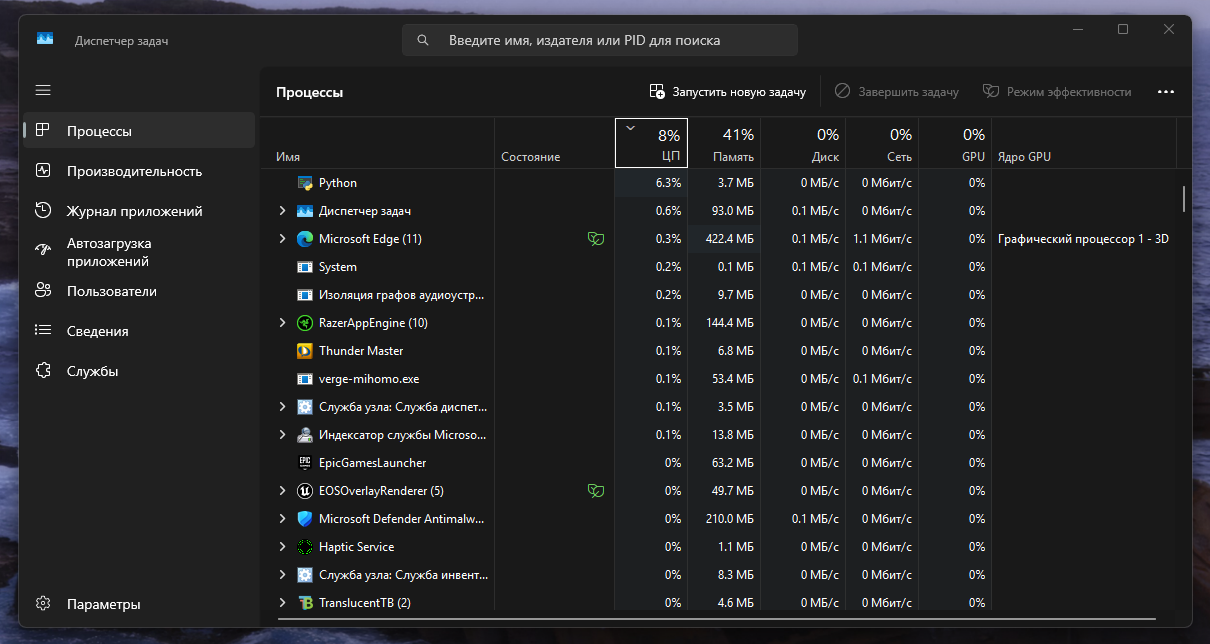 Диспетчер задач
Введите имя, издателя или PID для поиска
Процессы
Производительность
Журнал приложений
Автозагрузка
приложений
Пользователи
Сведения
Службы
Параметры
Процессы
Запустить новую задачу
Завершить задачу
Режим эффективности
8% 41% 0% 0% 0%
Имя Состояние ЦП Память Диск Сеть GPU Ядро GPU
Python 6.3% 3.7 МБ 0 МБ/с 0 Мбит/с 0%
Диспетчер задач 0.6% 93.0 МБ 0.1 МБ/с 0 Мбит/с 0%
Microsoft Edge (11) 0.3% 422.4 МБ 0.1 МБ/с 1.1 Мбит/с 0% Графический процессор 1 - 3D
System 0.2% 0.1 МБ 0.1 МБ/с 0.1 Мбит/с 0%
Изоляция графов аудиоустр... 0.2% 9.7 МБ 0 МБ/с 0 Мбит/с 0%
RazerAppEngine (10) 0.1% 144.4 МБ 0 МБ/с 0 Мбит/с 0%
Thunder Master 0.1% 6.8 МБ 0 МБ/с 0 Мбит/с 0%
verge-mihomo.exe 0.1% 53.4 МБ 0 МБ/с 0.1 Мбит/с 0%
Служба узла: Служба диспет... 0.1% 3.5 МБ 0 МБ/с 0 Мбит/с 0%
Индексатор службы Microso... 0.1% 13.8 МБ 0 МБ/с 0 Мбит/с 0%
EpicGamesLauncher 0% 63.2 МБ 0 МБ/с 0 Мбит/с 0%
EOSOverlayRenderer (5) 0% 49.7 МБ 0 МБ/с 0 Мбит/с 0%
Microsoft Defender Antimalw... 0% 210.0 МБ 0.1 МБ/с 0 Мбит/с 0%
Haptic Service 0% 1.1 МБ 0 МБ/с 0 Мбит/с 0%
Служба узла: Служба инвент... 0% 8.3 МБ 0 МБ/с 0 Мбит/с 0%
TranslucentTB (2) 0% 4.6 МБ 0 МБ/с 0 Мбит/с 0%